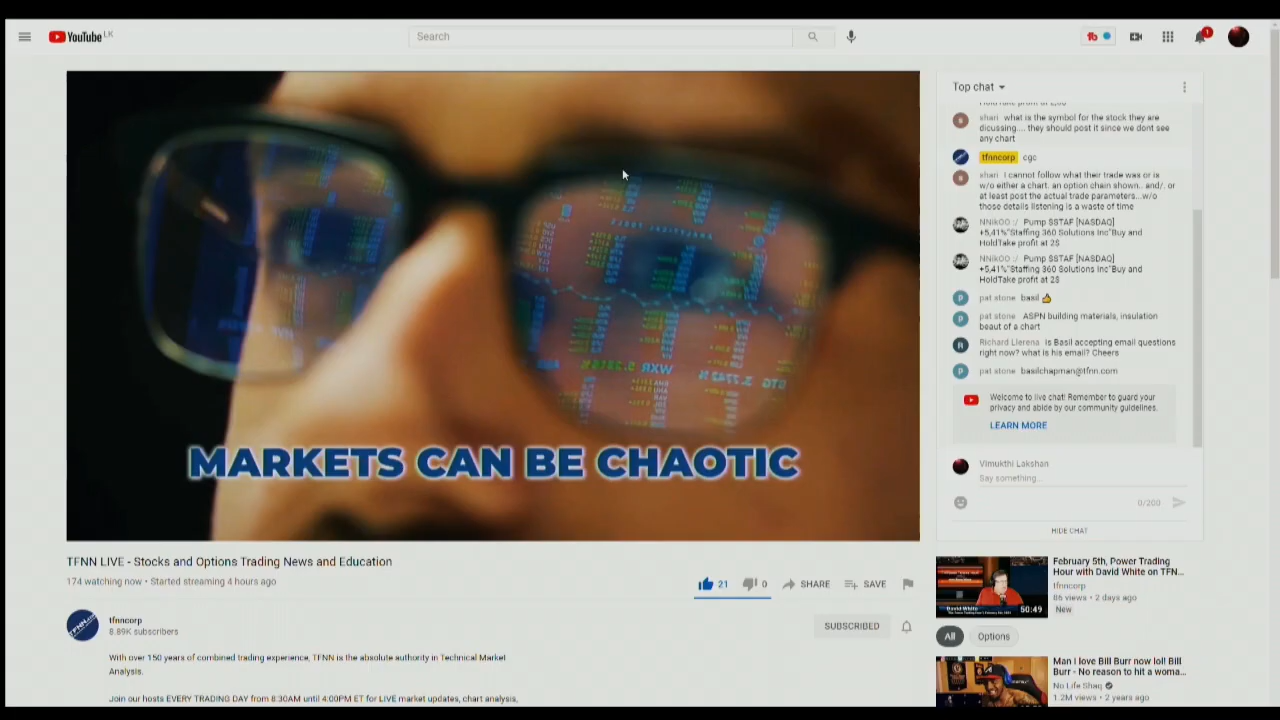 YouTube LK
Search
1
MARKETS CAN BE CHAOTIC
TFNN LIVE - Stocks and Options Trading News and Education
174 watching now • Started streaming 4 hours ago
21
0
SHARE
SAVE
tfnncorp
8.89K subscribers
SUBSCRIBED
With over 150 years of combined trading experience, TFNN is the absolute authority in Technical Market
Analysis.
Join our hosts EVERY TRADING DAY from 8:30AM until 4:00PM ET for LIVE market updates, chart analysis,
Top chat
shari what is the symbol for the stock they are
dicussing.... they should post it since we dont see
any chart
tfnncorp cgc
shari I cannot follow what their trade was or is
w/o either a chart. an option chain shown.. and/. or
at least post the actual trade parameters...w/o
those details listening is a waste of time
NNikOO :/ Pump SSTAF [NASDAQ]
+5,41%"Staffing 360 Solutions Inc"Buy and
HoldTake profit at 2$
NNikOO :/ Pump SSTAF [NASDAQ]
+5,41%"Staffing 360 Solutions Inc"Buy and
HoldTake profit at 2$
pat stone basil 👍
pat stone ASPN building materials, insulation
beaut of a chart
Richard Llerena is Basil accepting email questions
right now? what is his email? Cheers
pat stone basilchapman@tfnn.com
Welcome to live chat! Remember to guard your
privacy and abide by our community guidelines.
LEARN MORE
Vimukthi Lakshan
Say something...
0/200
HIDE CHAT
February 5th, Power Trading
Hour with David White on TFN...
tfnncorp
86 views • 2 days ago
New
David White
50:49
All
Options
Man I love Bill Burr now lol! Bill
Burr - No reason to hit a woma...
No Life Shaq
1.2M views • 2 years ago